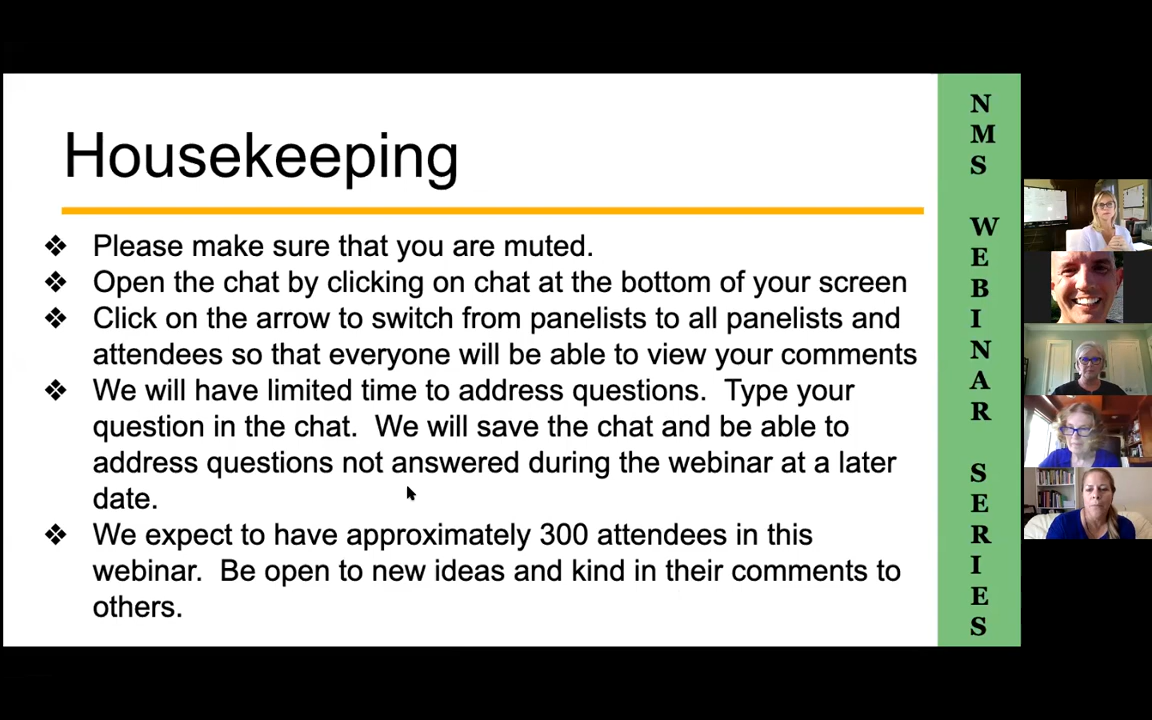 Housekeeping
❖ Please make sure that you are muted.
❖ Open the chat by clicking on chat at the bottom of your screen
❖ Click on the arrow to switch from panelists to all panelists and
attendees so that everyone will be able to view your comments
❖ We will have limited time to address questions.  Type your
question in the chat.  We will save the chat and be able to
address questions not answered during the webinar at a later
date.
❖ We expect to have approximately 300 attendees in this
webinar.  Be open to new ideas and kind in their comments to
others.
NMS WEBINAR SERIES